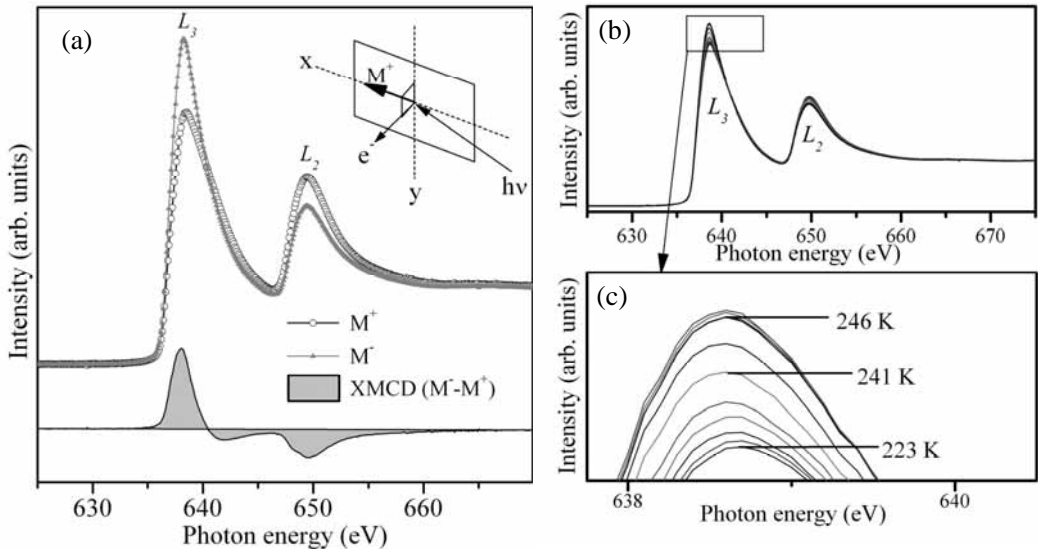 (a)
L3
L2
x
M+
e-
y
hν
M+
M-
XMCD (M--M+)
Intensity (arb. units)
630 640 650 660
Photon energy (eV)
(b)
L3
L2
Intensity (arb. units)
630 640 650 660 670
Photon energy (eV)
(c)
246 K
241 K
223 K
Intensity (arb. units)
638 640
Photon energy (eV)